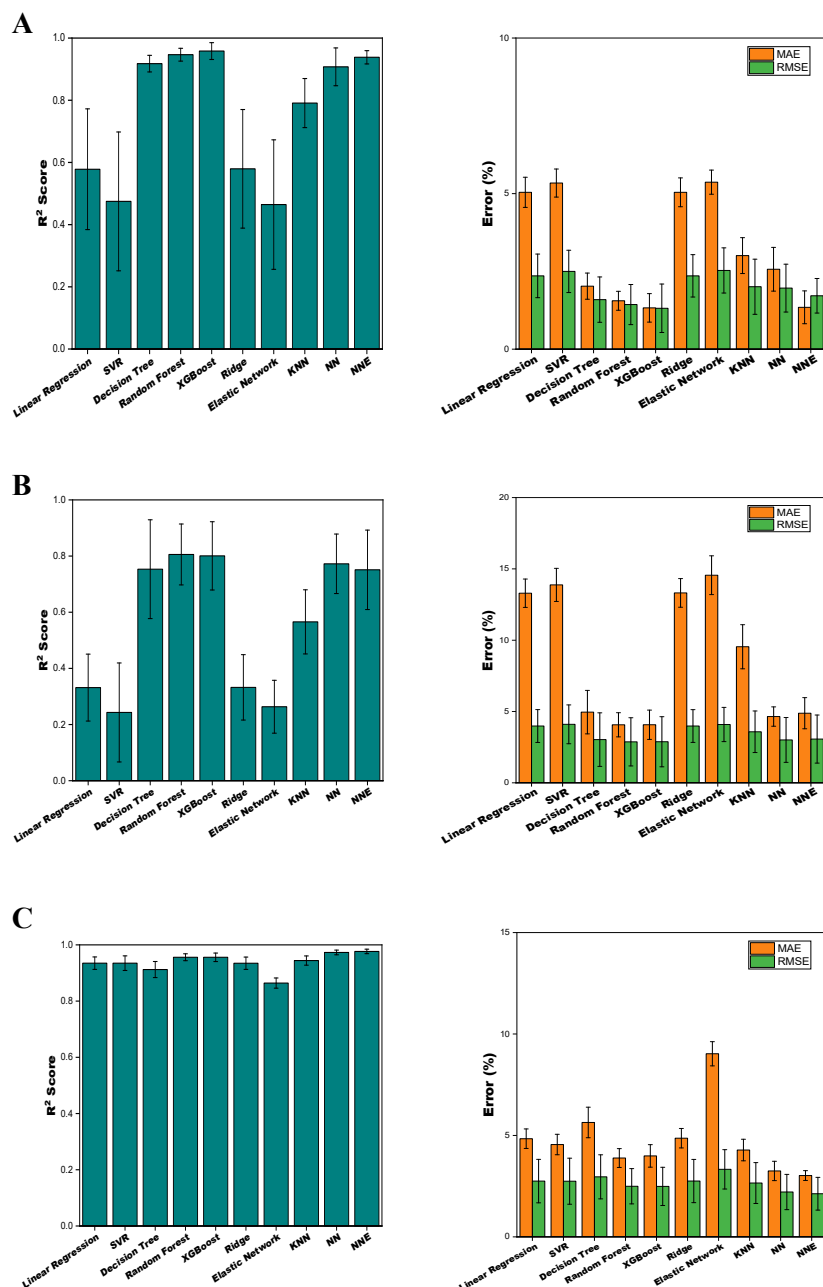 A
1.0
0.8
0.6
0.4
0.2
0.0
R² Score
Linear Regression
SVR
Decision Tree
Random Forest
XGBoost
Ridge
Elastic Network
KNN
NN
NNE
10
5
0
Error (%)
MAE
RMSE
Linear Regression
SVR
Decision Tree
Random Forest
XGBoost
Ridge
Elastic Network
KNN
NN
NNE
B
1.0
0.8
0.6
0.4
0.2
0.0
R² Score
Linear Regression
SVR
Decision Tree
Random Forest
XGBoost
Ridge
Elastic Network
KNN
NN
NNE
20
15
10
5
0
Error (%)
MAE
RMSE
Linear Regression
SVR
Decision Tree
Random Forest
XGBoost
Ridge
Elastic Network
KNN
NN
NNE
C
1.0
0.8
0.6
0.4
0.2
0.0
R² Score
Linear Regression
SVR
Decision Tree
Random Forest
XGBoost
Ridge
Elastic Network
KNN
NN
NNE
15
10
5
0
Error (%)
MAE
RMSE
Linear Regression
SVR
Decision Tree
Random Forest
XGBoost
Ridge
Elastic Network
KNN
NN
NNE